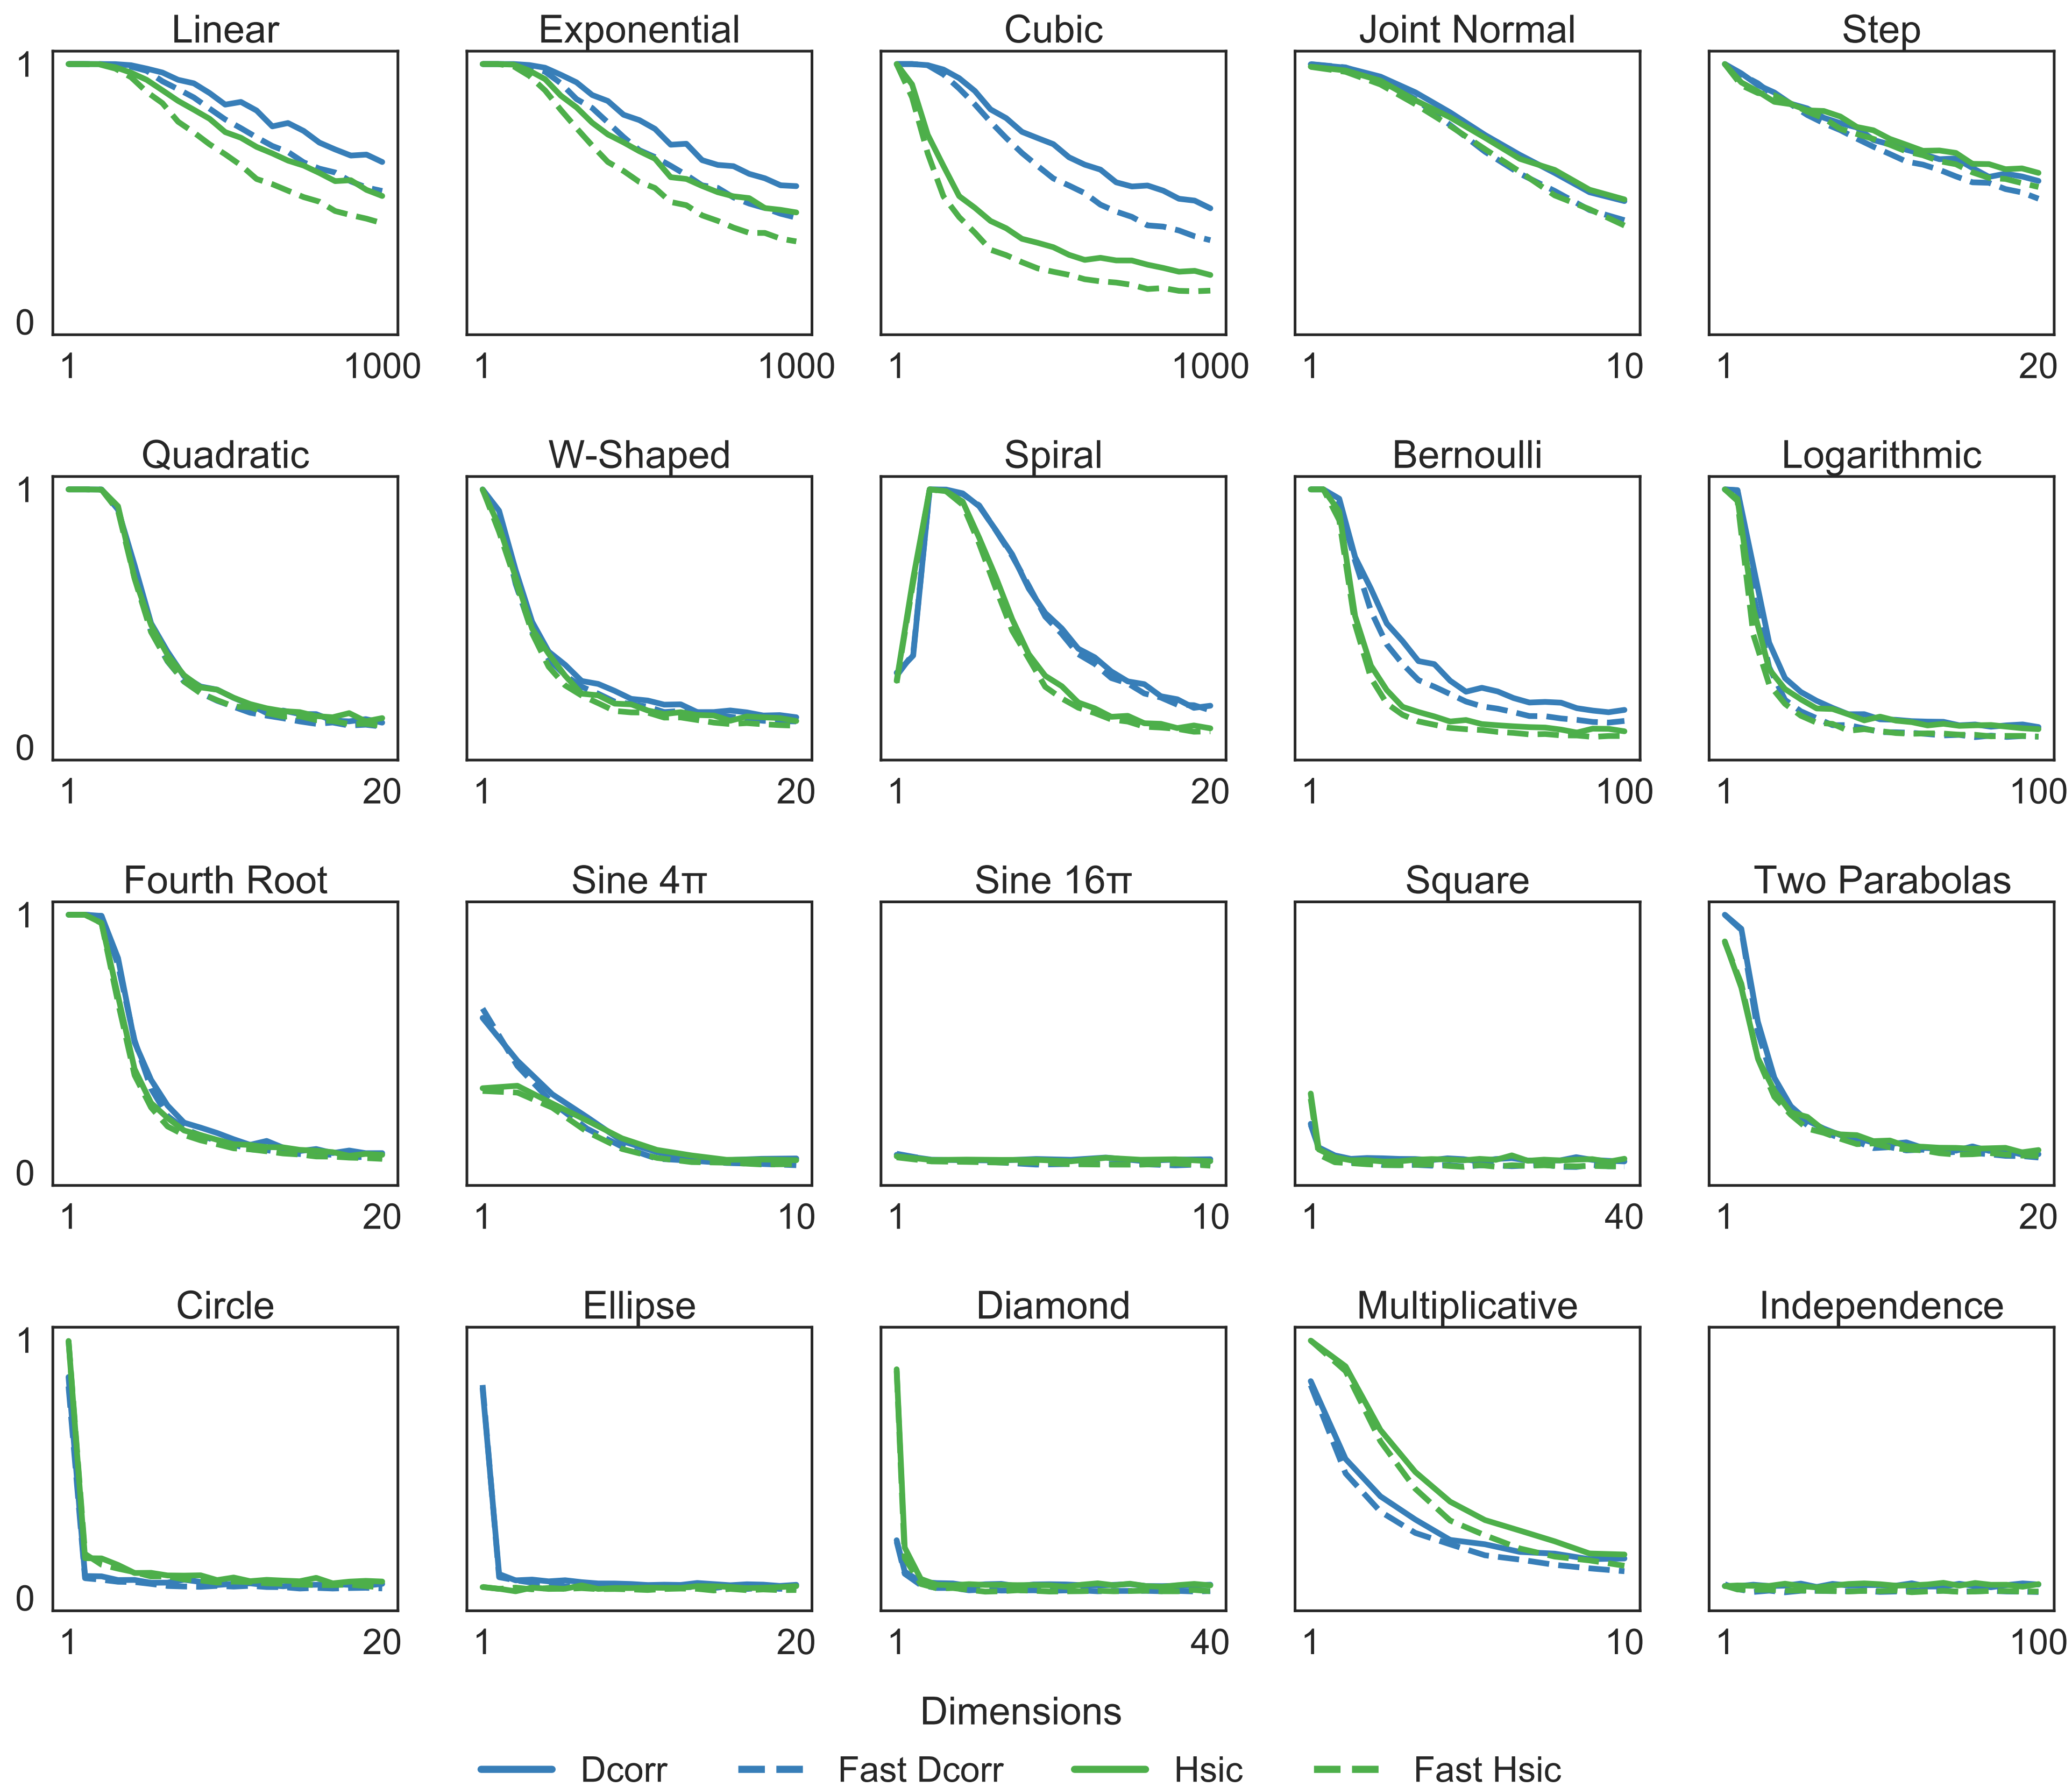 Linear Exponential Cubic Joint Normal Step
1
0
1 1000 1 1000 1 1000 1 10 1 20
Quadratic W-Shaped Spiral Bernoulli Logarithmic
1
0
1 20 1 20 1 20 1 100 1 100
Fourth Root Sine 4π Sine 16π Square Two Parabolas
1
0
1 20 1 10 1 10 1 40 1 20
Circle Ellipse Diamond Multiplicative Independence
1
0
1 20 1 20 1 40 1 10 1 100
Dimensions
Dcorr Fast Dcorr Hsic Fast Hsic